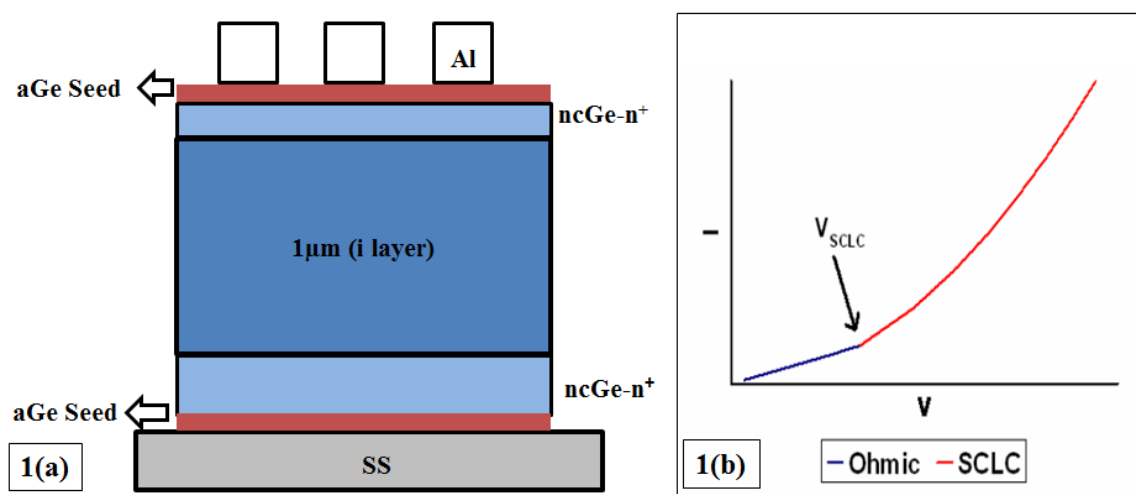 Al
aGe Seed
ncGe-n⁺
1µm (i layer)
ncGe-n⁺
aGe Seed
SS
1(a)
I
V_SCLC
V
Ohmic SCLC
1(b)